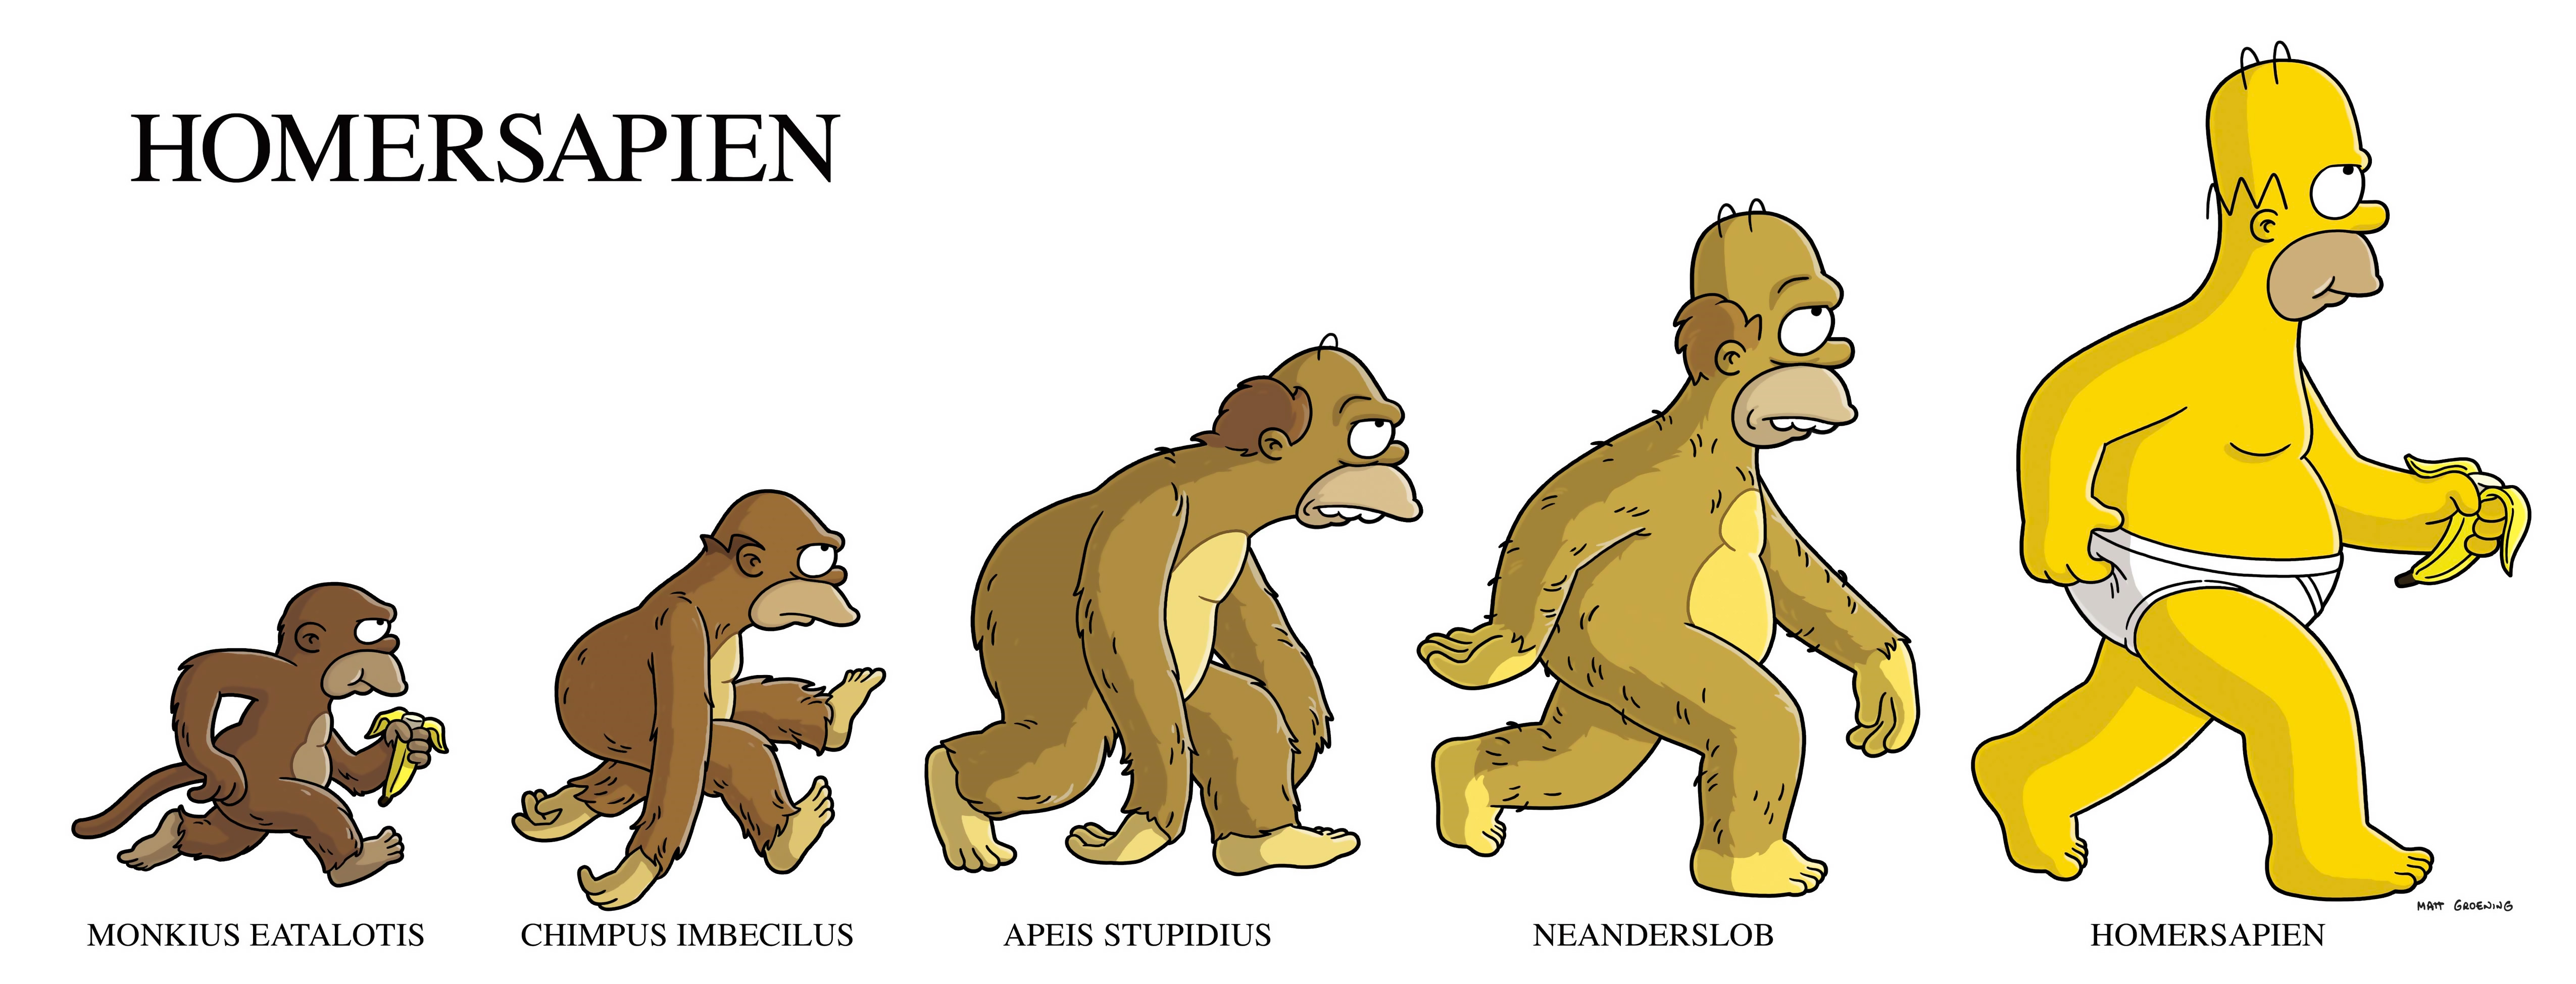 HOMERSAPIEN
MATT GROENING
MONKIUS EATALOTIS
CHIMPUS IMBECILUS
APEIS STUPIDIUS
NEANDERSLOB
HOMERSAPIEN